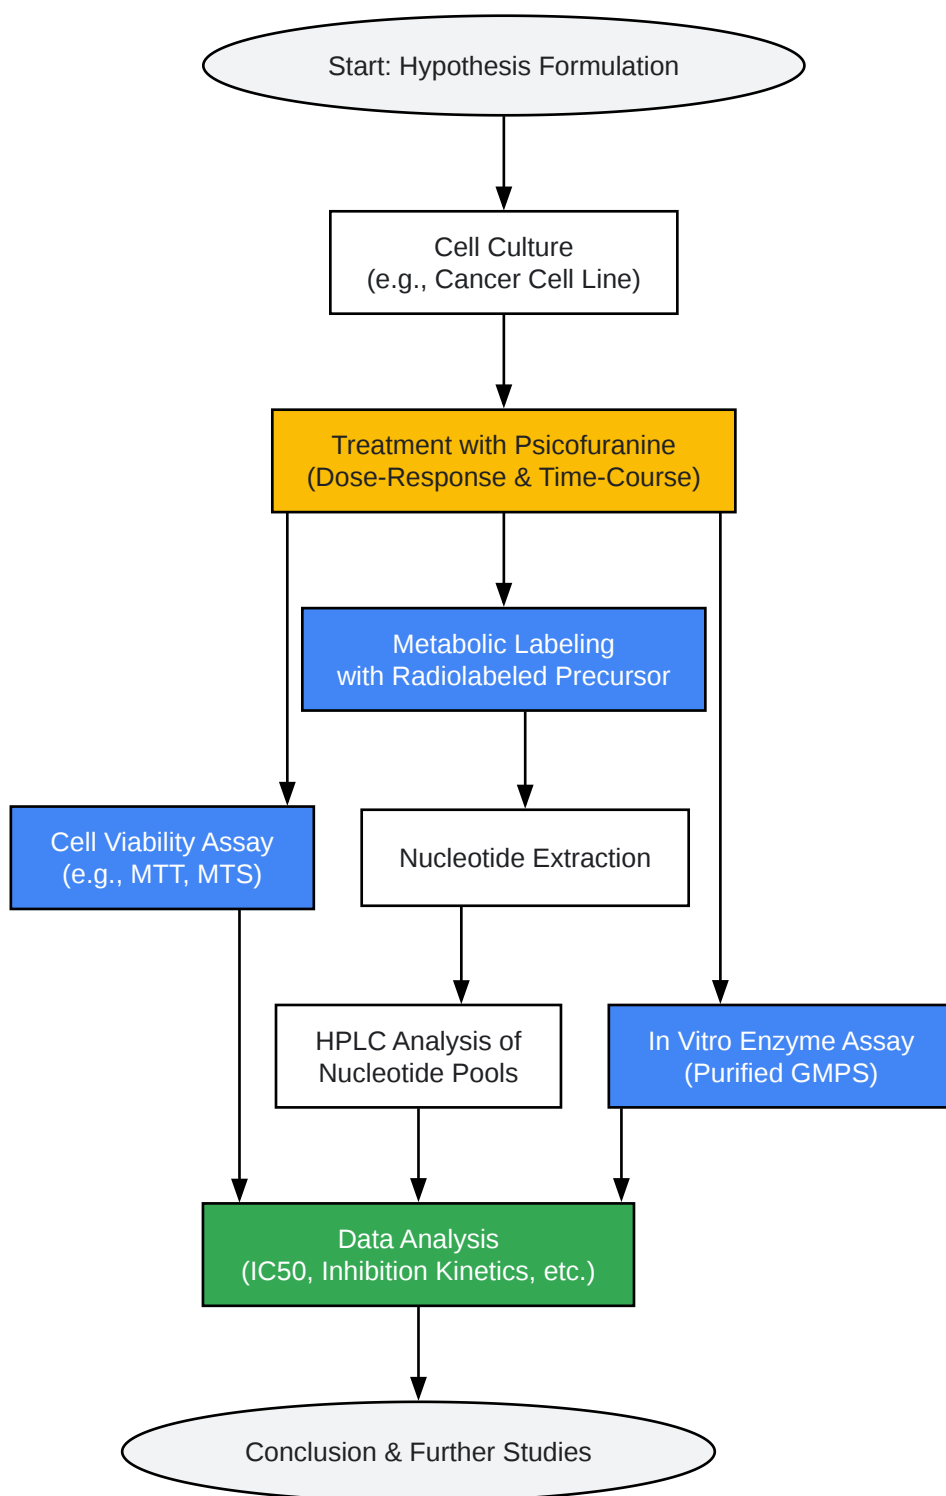 Start: Hypothesis Formulation
Cell Culture
(e.g., Cancer Cell Line)
Treatment with Psicofuranine
(Dose-Response & Time-Course)
Metabolic Labeling
with Radiolabeled Precursor
Cell Viability Assay
(e.g., MTT, MTS)
Nucleotide Extraction
HPLC Analysis of
Nucleotide Pools
In Vitro Enzyme Assay
(Purified GMPS)
Data Analysis
(IC50, Inhibition Kinetics, etc.)
Conclusion & Further Studies